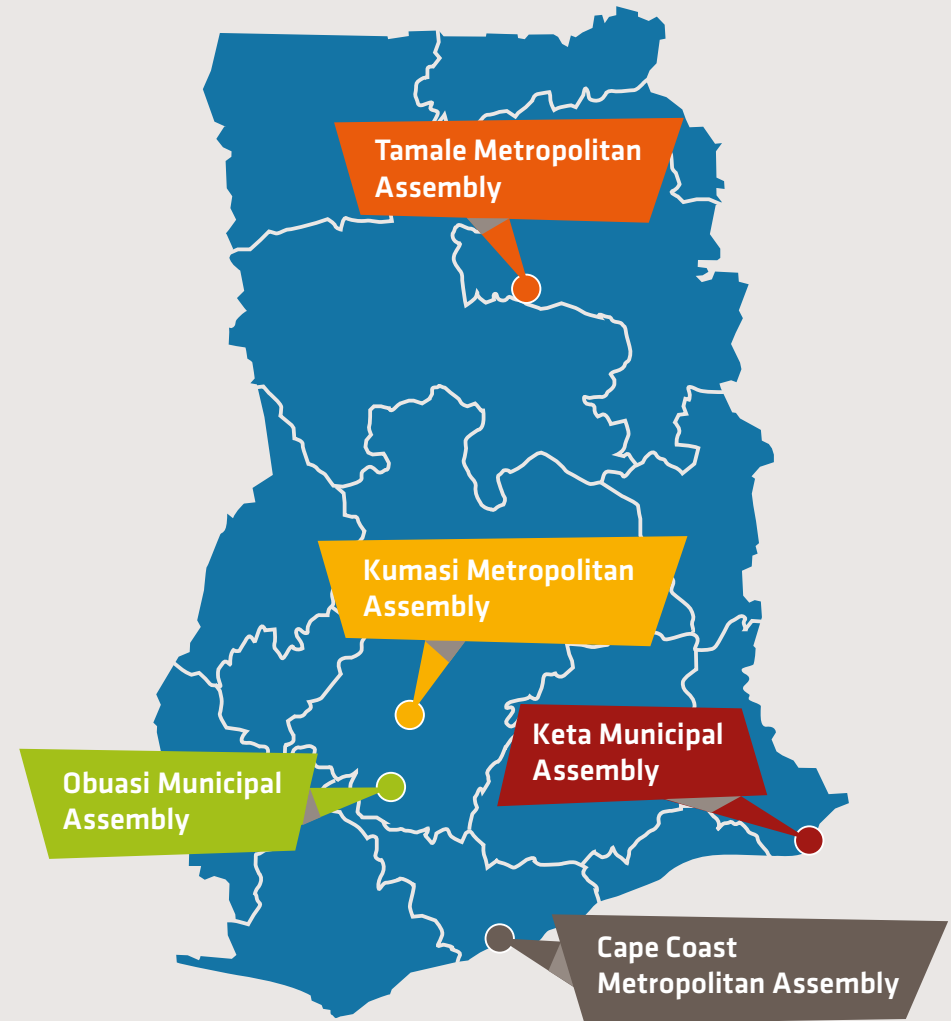 Tamale Metropolitan
Assembly
Kumasi Metropolitan
Assembly
Keta Municipal
Assembly
Obuasi Municipal
Assembly
Cape Coast
Metropolitan Assembly